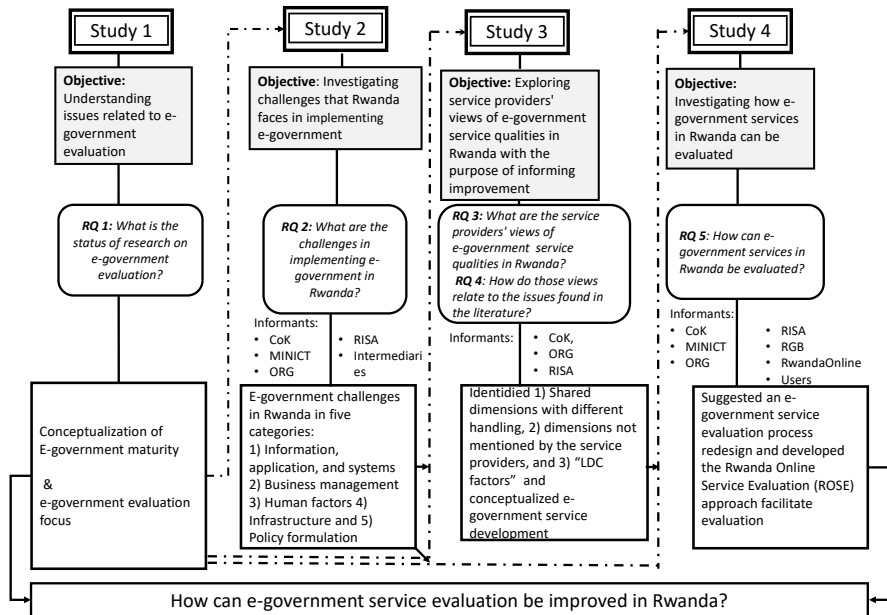 Study 1
Objective:
Understanding
issues related to e-
government
evaluation
RQ 1: What is the
status of research on
e-government
evaluation?
Conceptualization of
E-government maturity
&
e-government evaluation
focus
Study 2
Objective: Investigating
challenges that Rwanda
faces in implementing
e-government
RQ 2: What are the
challenges in
implementing e-
government in
Rwanda?
Informants:
• CoK
• MINICT
• ORG
• RISA
• Intermediari
es
E-government challenges
in Rwanda in five
categories:
1) Information,
application, and systems
2) Business management
3) Human factors 4)
Infrastructure and 5)
Policy formulation
Study 3
Objective: Exploring
service providers'
views of e-government
service qualities in
Rwanda with the
purpose of informing
improvement
RQ 3: What are the service
providers' views of
e-government service
qualities in Rwanda?
RQ 4: How do those views
relate to the issues found in
the literature?
Informants:
• CoK,
• ORG
• RISA
Identidied 1) Shared
dimensions with different
handling, 2) dimensions not
mentioned by the service
providers, and 3) “LDC
factors” and
conceptualized e-
government service
development
Study 4
Objective:
Investigating how e-
government services
in Rwanda can be
evaluated
RQ 5: How can e-
government services
in Rwanda be evaluated?
Informants:
• CoK
• MINICT
• ORG
• RISA
• RGB
• RwandaOnline
• Users
Suggested an e-
government service
evaluation process
redesign and developed
the Rwanda Online
Service Evaluation (ROSE)
approach facilitate
evaluation
How can e-government service evaluation be improved in Rwanda?